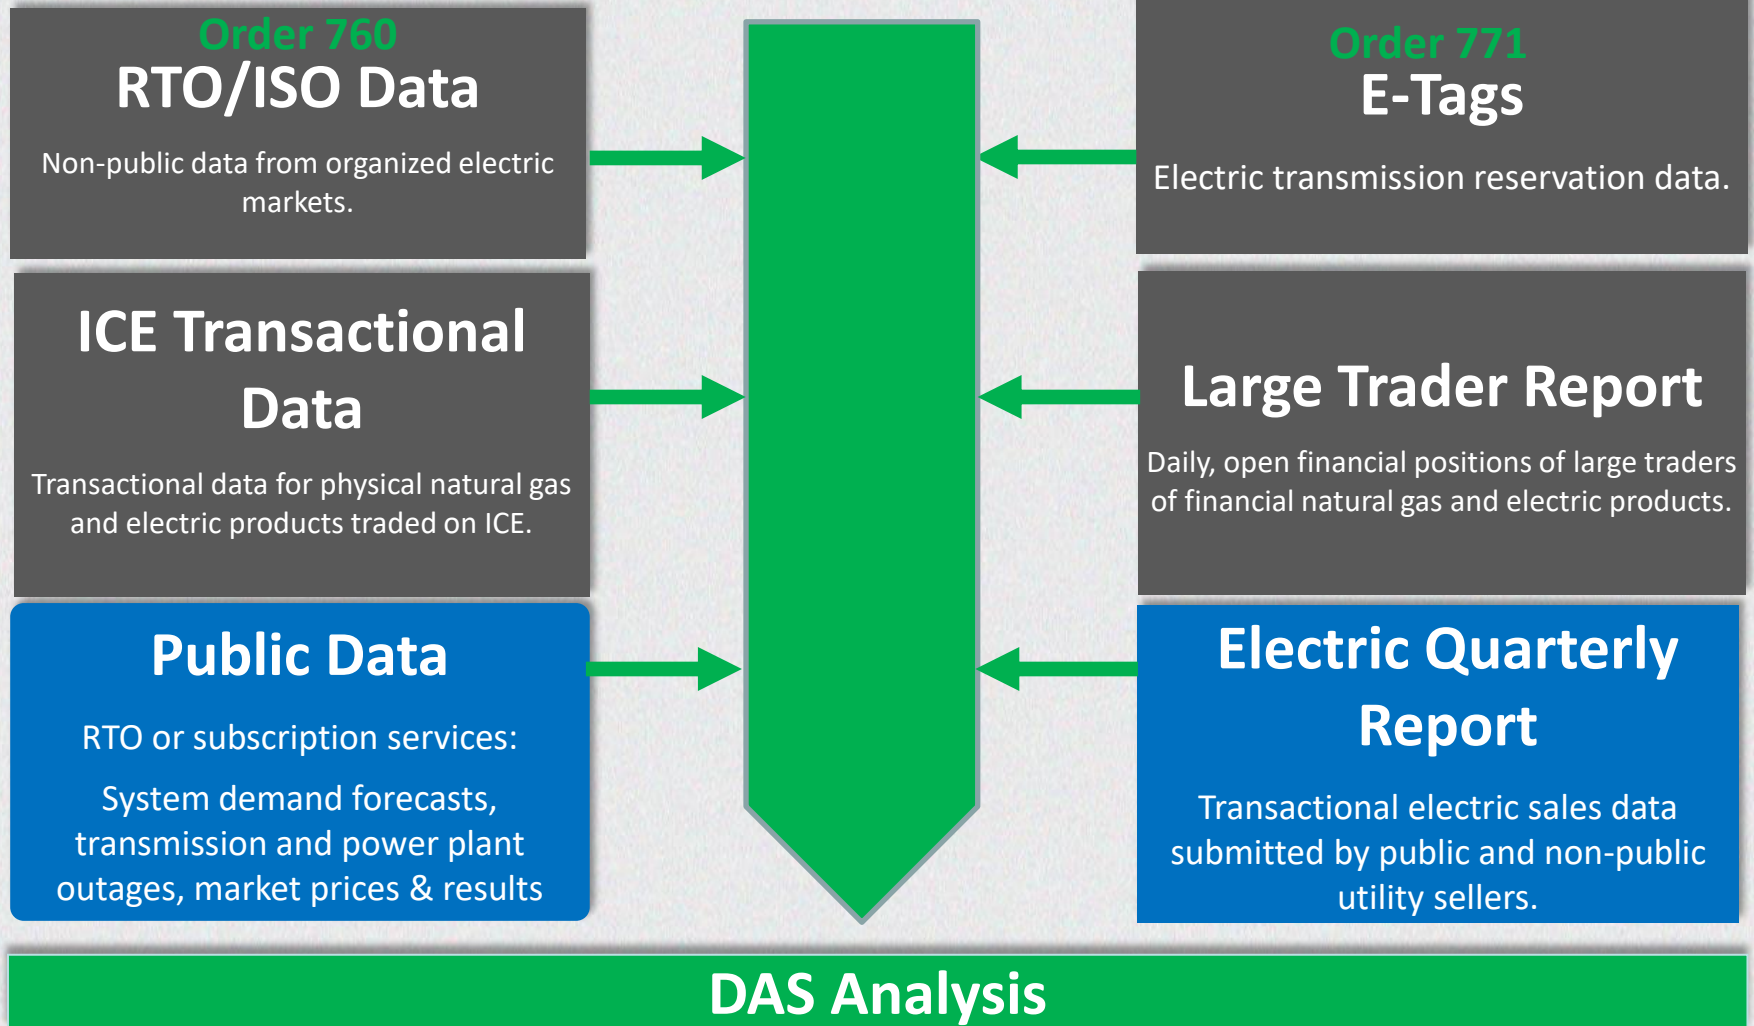 Order 760
RTO/ISO Data
Non-public data from organized electric
markets.
Order 771
E-Tags
Electric transmission reservation data.
ICE Transactional
Data
Transactional data for physical natural gas
and electric products traded on ICE.
Large Trader Report
Daily, open financial positions of large traders
of financial natural gas and electric products.
Public Data
RTO or subscription services:
System demand forecasts,
transmission and power plant
outages, market prices & results
Electric Quarterly
Report
Transactional electric sales data
submitted by public and non-public
utility sellers.
DAS Analysis